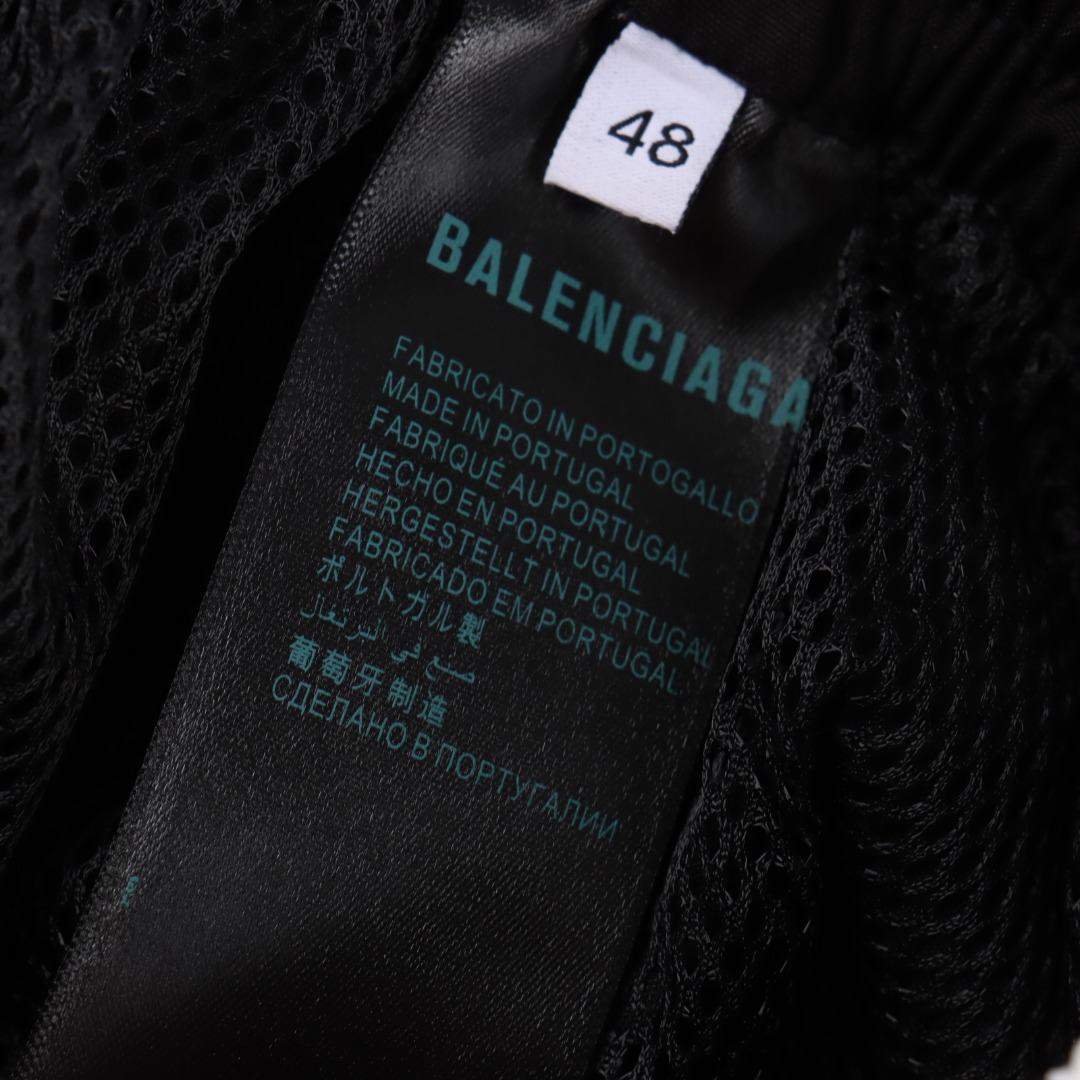 48
BALENCIAGA
FABRICATO IN PORTOGALLO
MADE IN PORTUGAL
FABRIQUÉ AU PORTUGAL
HECHO EN PORTUGAL
HERGESTELLT IN PORTUGAL
FABRICADO EM PORTUGAL
ポルトガル製
صنع في البرتغال
葡萄牙制造
СДЕЛАНО В ПОРТУГАЛИИ